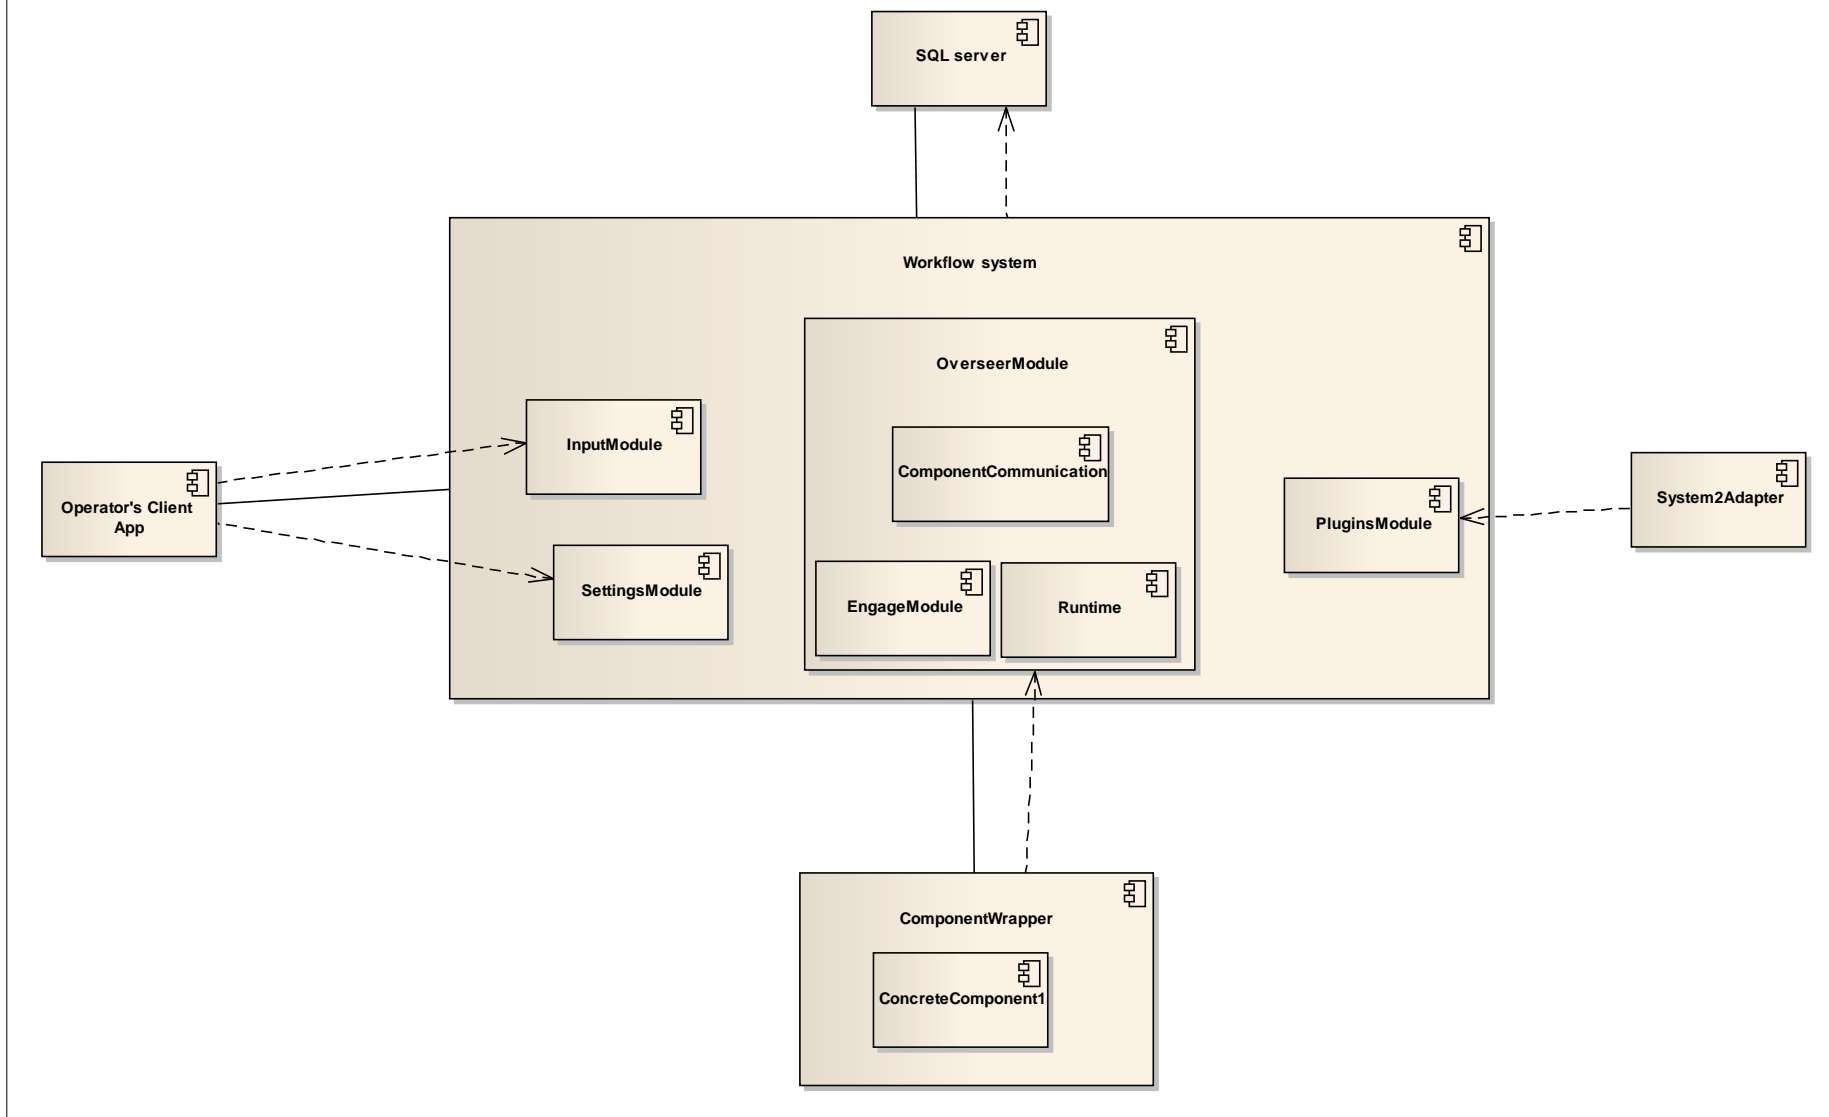 SQL server
Workflow system
OverseerModule
InputModule
ComponentCommunication
Operator's Client
App
System2Adapter
PluginsModule
SettingsModule
EngageModule
Runtime
ComponentWrapper
ConcreteComponent1